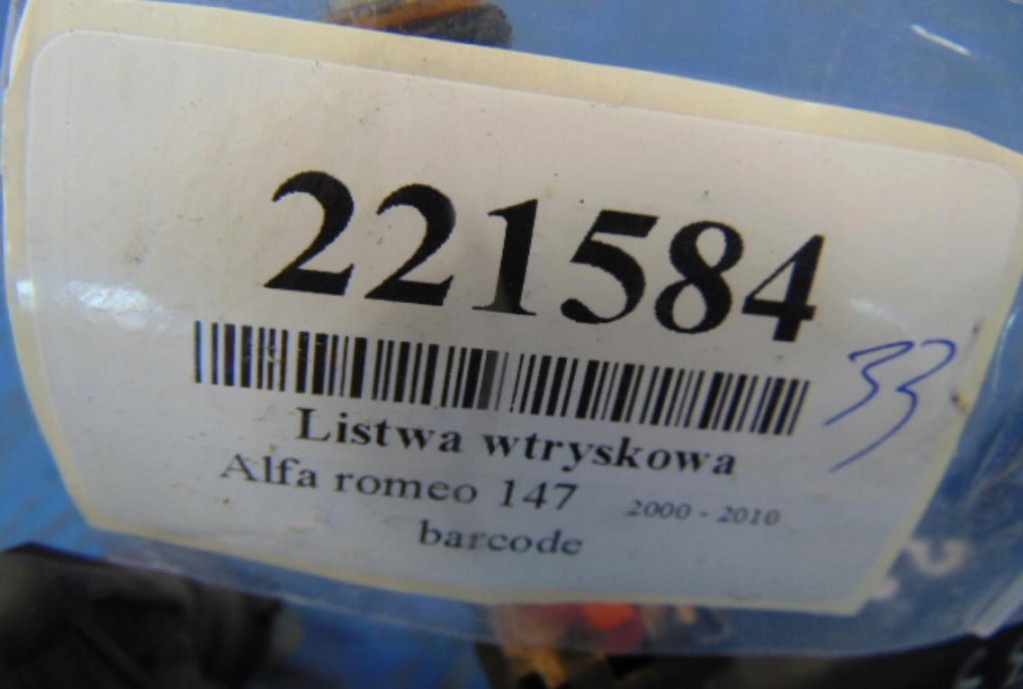 221584
33
Listwa wtryskowa
Alfa romeo 147 2000 - 2010
barcode